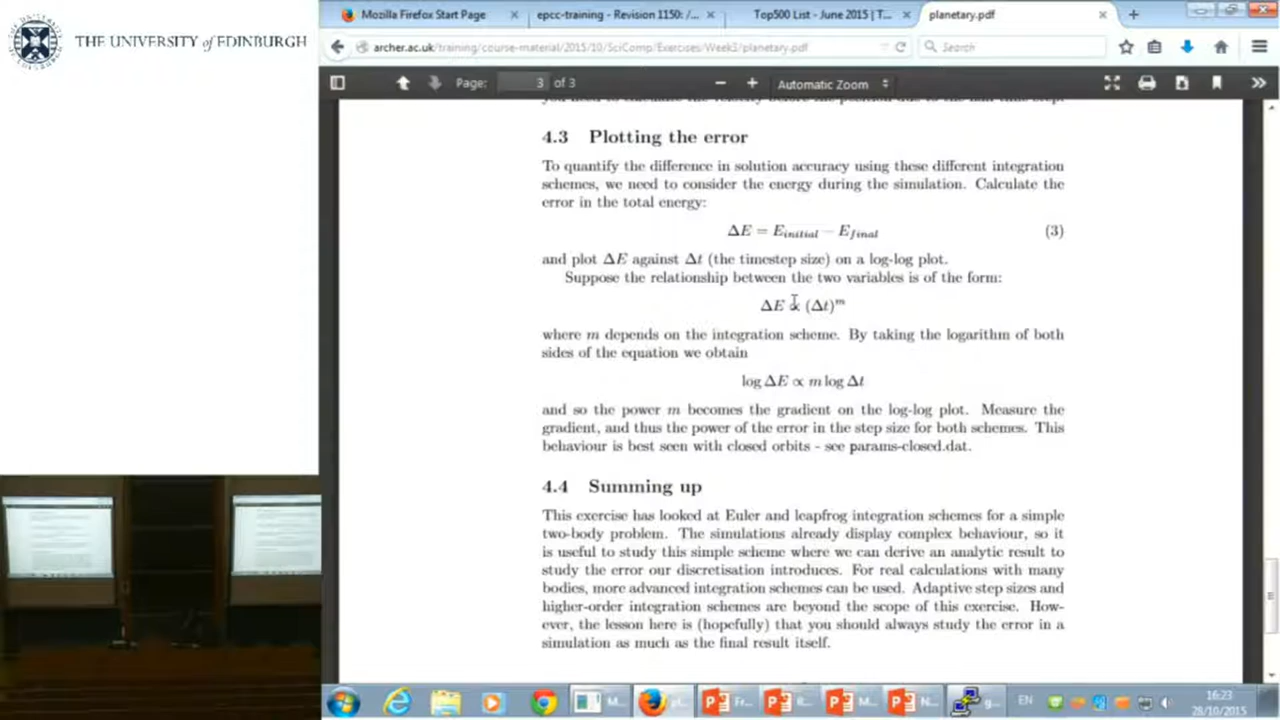 THE UNIVERSITY of EDINBURGH
Mozilla Firefox Start Page
epcc-training - Revision 1150: /...
Top500 List - June 2015 | T...
planetary.pdf
archer.ac.uk/training/course-material/2015/10/SciComp/Exercises/Week3/planetary.pdf
Search
Page: 3 of 3
Automatic Zoom
4.3 Plotting the error
To quantify the difference in solution accuracy using these different integration
schemes, we need to consider the energy during the simulation. Calculate the
error in the total energy:
ΔE = Einitial − Efinal (3)
and plot ΔE against Δt (the timestep size) on a log-log plot.
Suppose the relationship between the two variables is of the form:
ΔE ∝ (Δt)^m
where m depends on the integration scheme. By taking the logarithm of both
sides of the equation we obtain
log ΔE ∝ m log Δt
and so the power m becomes the gradient on the log-log plot. Measure the
gradient, and thus the power of the error in the step size for both schemes. This
behaviour is best seen with closed orbits - see params-closed.dat.
4.4 Summing up
This exercise has looked at Euler and leapfrog integration schemes for a simple
two-body problem. The simulations already display complex behaviour, so it
is useful to study this simple scheme where we can derive an analytic result to
study the error our discretisation introduces. For real calculations with many
bodies, more advanced integration schemes can be used. Adaptive step sizes and
higher-order integration schemes are beyond the scope of this exercise. How-
ever, the lesson here is (hopefully) that you should always study the error in a
simulation as much as the final result itself.
EN
16:23
28/10/2015